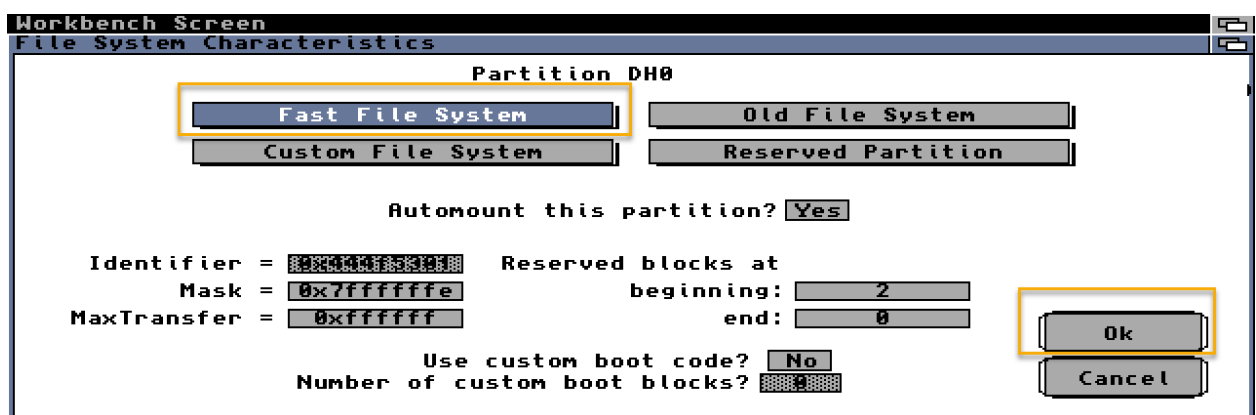 Workbench Screen
File System Characteristics
Partition DH0
Fast File System
Old File System
Custom File System
Reserved Partition
Automount this partition? Yes
Identifier =
Reserved blocks at
Mask = 0x7ffffffe
beginning: 2
MaxTransfer = 0xffffff
end: 0
Ok
Use custom boot code? No
Number of custom boot blocks? 0
Cancel